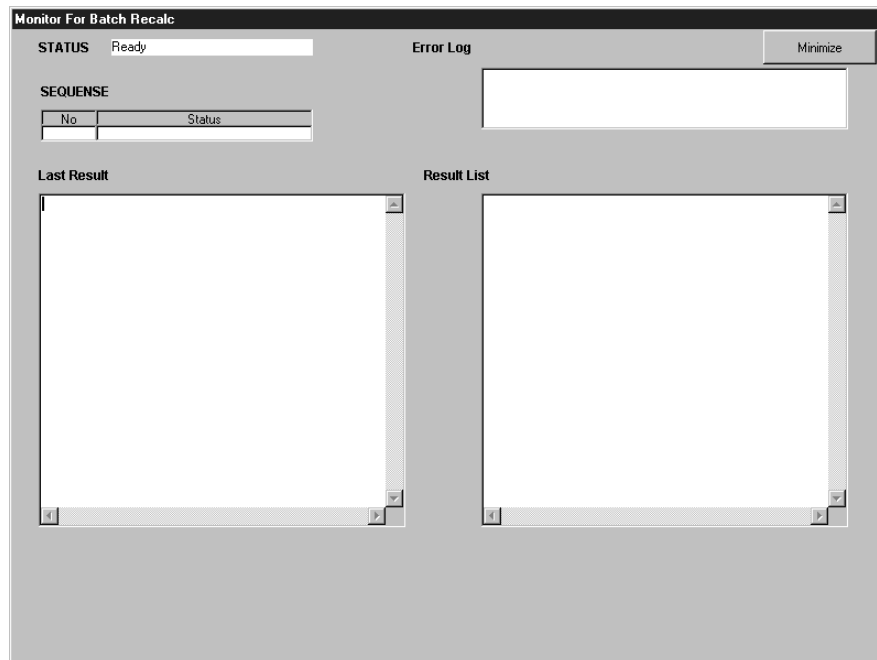 Monitor For Batch Recalc
STATUS Ready Error Log Minimize
SEQUENSE
No Status
Last Result Result List